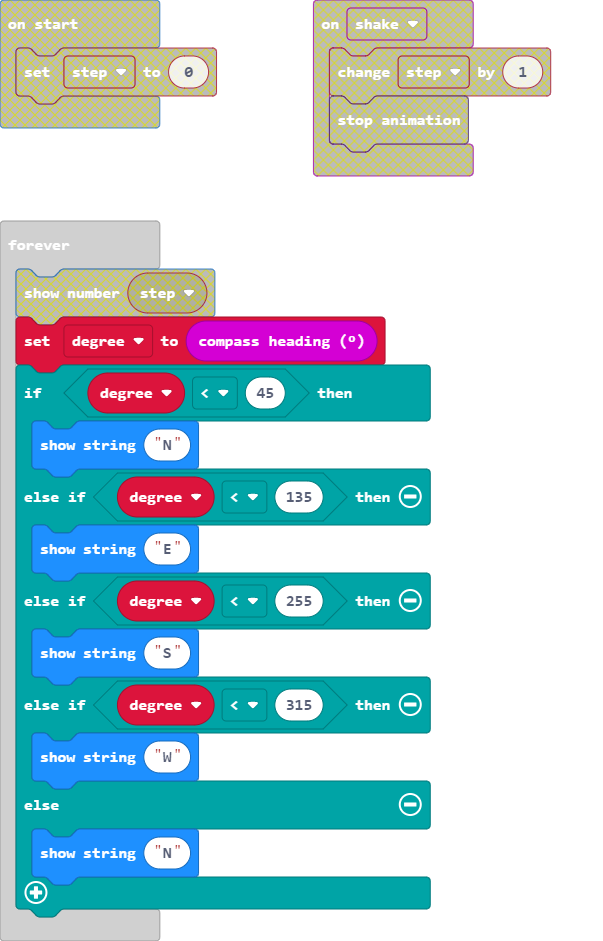 on start
set step to 0
on shake
change step by 1
stop animation
forever
show number step
set degree to compass heading (°)
if degree < 45 then
show string "N"
else if degree < 135 then
show string "E"
else if degree < 255 then
show string "S"
else if degree < 315 then
show string "W"
else
show string "N"